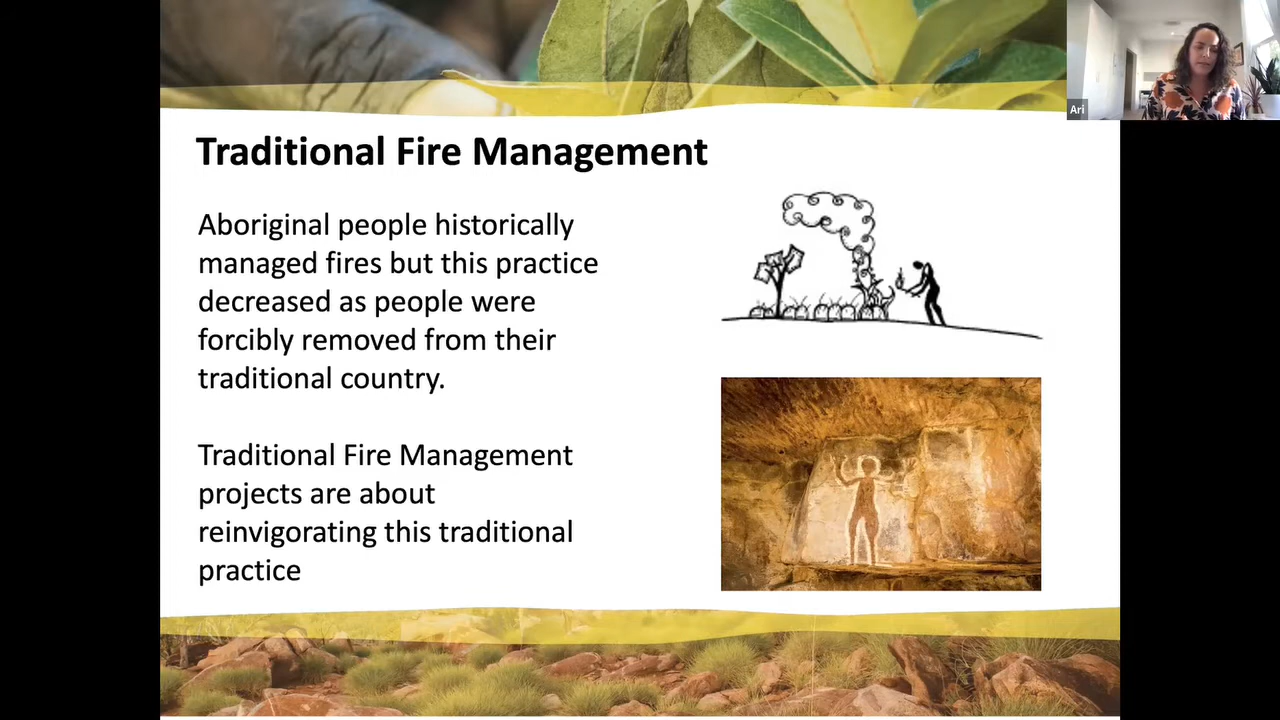 Ari
Traditional Fire Management
Aboriginal people historically
managed fires but this practice
decreased as people were
forcibly removed from their
traditional country.
Traditional Fire Management
projects are about
reinvigorating this traditional
practice